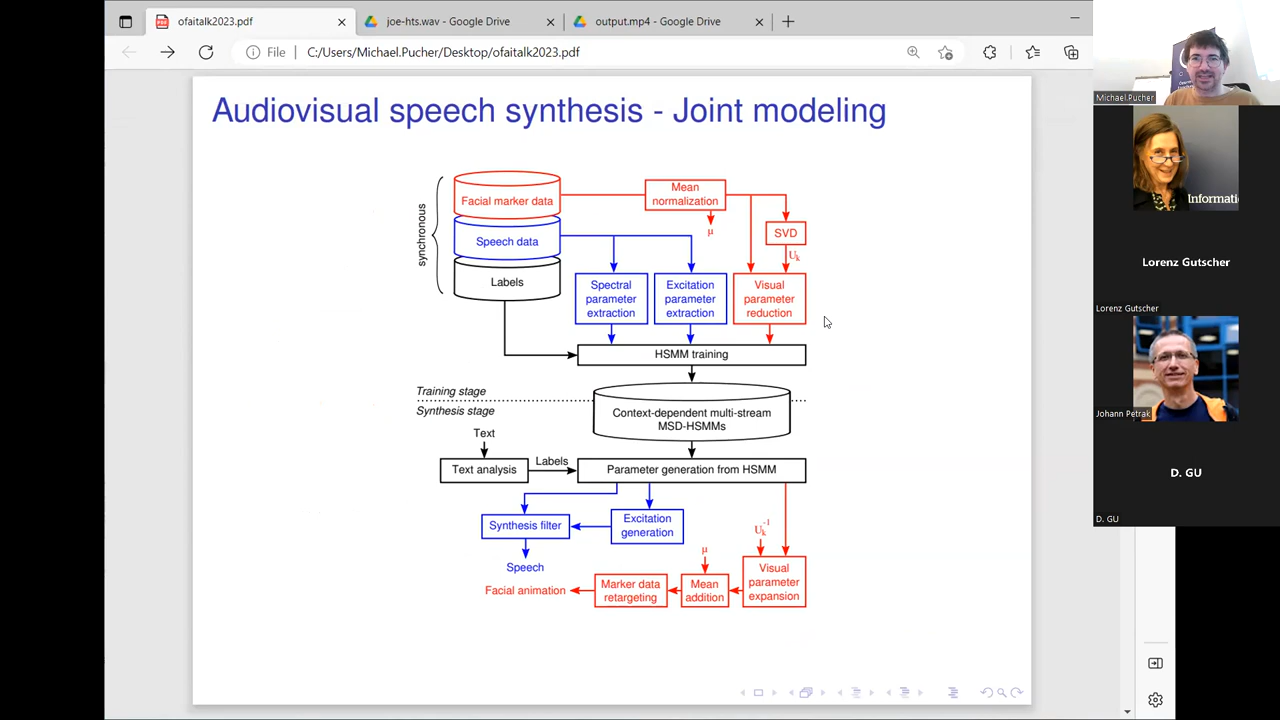 ofaitalk2023.pdf
joe-hts.wav - Google Drive
output.mp4 - Google Drive
File
C:/Users/Michael.Pucher/Desktop/ofaitalk2023.pdf
Audiovisual speech synthesis - Joint modeling
synchronous
Facial marker data
Speech data
Labels
Mean
normalization
μ
SVD
Uk
Spectral
parameter
extraction
Excitation
parameter
extraction
Visual
parameter
reduction
HSMM training
Training stage
Synthesis stage
Context-dependent multi-stream
MSD-HSMMs
Text
Text analysis
Labels
Parameter generation from HSMM
Synthesis filter
Excitation
generation
Speech
Uk-1
μ
Facial animation
Marker data
retargeting
Mean
addition
Visual
parameter
expansion
Michael.Pucher
Informati
Lorenz Gutscher
Lorenz Gutscher
Johann Petrak
D. GU
D. GU